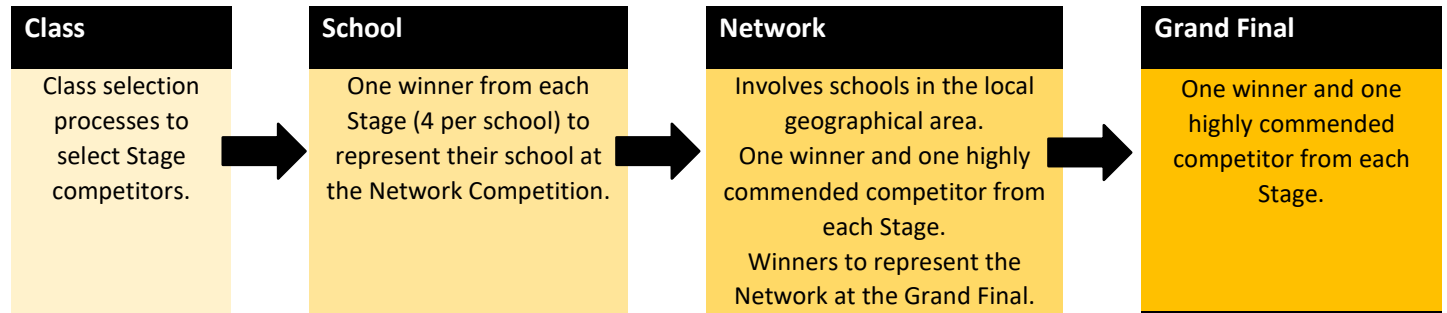 Class
Class selection
processes to
select Stage
competitors.
School
One winner from each
Stage (4 per school) to
represent their school at
the Network Competition.
Network
Involves schools in the local
geographical area.
One winner and one highly
commended competitor from
each Stage.
Winners to represent the
Network at the Grand Final.
Grand Final
One winner and one
highly commended
competitor from each
Stage.